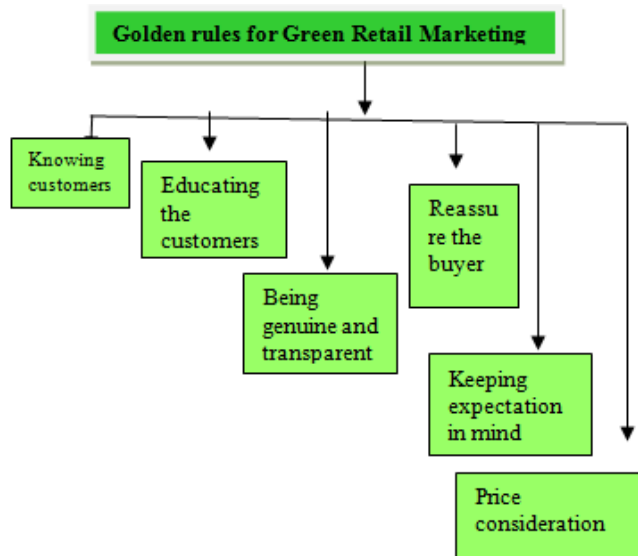 Golden rules for Green Retail Marketing
Knowing
customers
Educating
the
customers
Being
genuine and
transparent
Reassu
re the
buyer
Keeping
expectation
in mind
Price
consideration